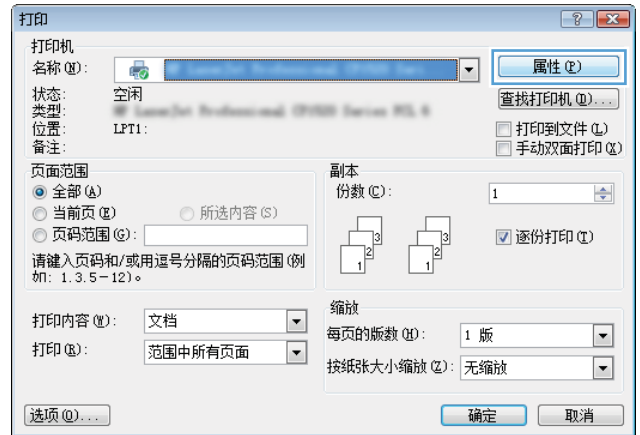 打印
打印机
名称(N):
属性(P)
状态: 空闲
类型:
查找打印机(D)...
位置: LPT1:
打印到文件(L)
备注:
手动双面打印(X)
页面范围
全部(A)
当前页(E) 所选内容(S)
页码范围(G):
请键入页码和/或用逗号分隔的页码范围(例
如: 1.3.5-12)。
副本
份数(C): 1
3 3
2 2
1 1
逐份打印(T)
打印内容(W): 文档
打印(R): 范围中所有页面
缩放
每页的版数(H): 1 版
按纸张大小缩放(Z): 无缩放
选项(O)...
确定 取消